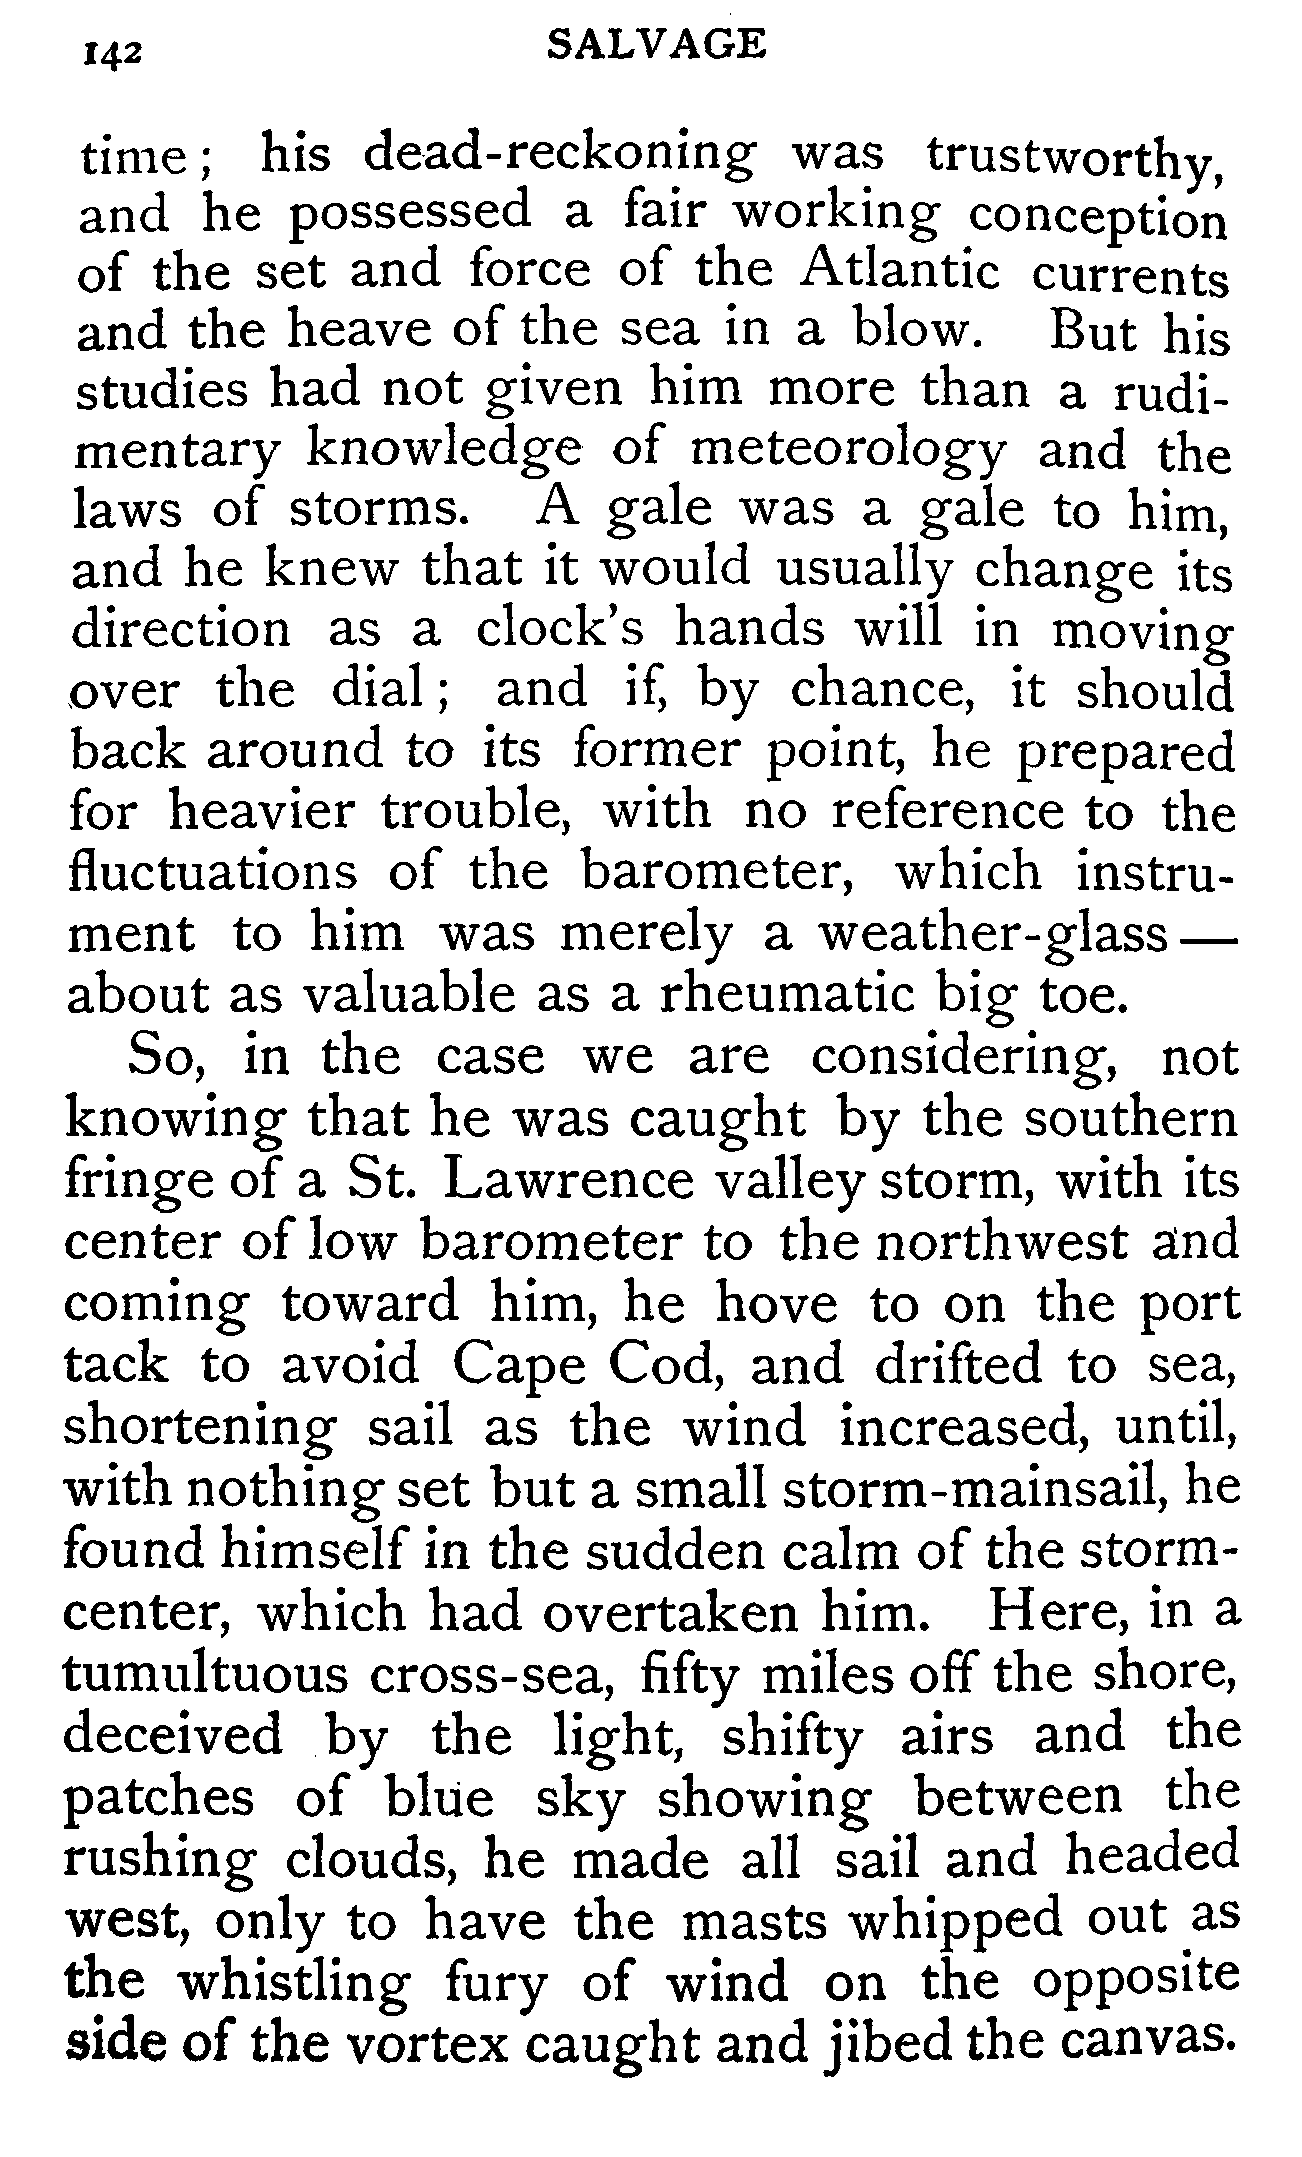 142 SALVAGE
time; his dead-reckoning was trustworthy,
and he possessed a fair working conception
of the set and force of the Atlantic currents
and the heave of the sea in a blow. But his
studies had not given him more than a rudi-
mentary knowledge of meteorology and the
laws of storms. A gale was a gale to him,
and he knew that it would usually change its
direction as a clock's hands will in moving
over the dial; and if, by chance, it should
back around to its former point, he prepared
for heavier trouble, with no reference to the
fluctuations of the barometer, which instru-
ment to him was merely a weather-glass —
about as valuable as a rheumatic big toe.
So, in the case we are considering, not
knowing that he was caught by the southern
fringe of a St. Lawrence valley storm, with its
center of low barometer to the northwest and
coming toward him, he hove to on the port
tack to avoid Cape Cod, and drifted to sea,
shortening sail as the wind increased, until,
with nothing set but a small storm-mainsail, he
found himself in the sudden calm of the storm-
center, which had overtaken him. Here, in a
tumultuous cross-sea, fifty miles off the shore,
deceived by the light, shifty airs and the
patches of blue sky showing between the
rushing clouds, he made all sail and headed
west, only to have the masts whipped out as
the whistling fury of wind on the opposite
side of the vortex caught and jibed the canvas.